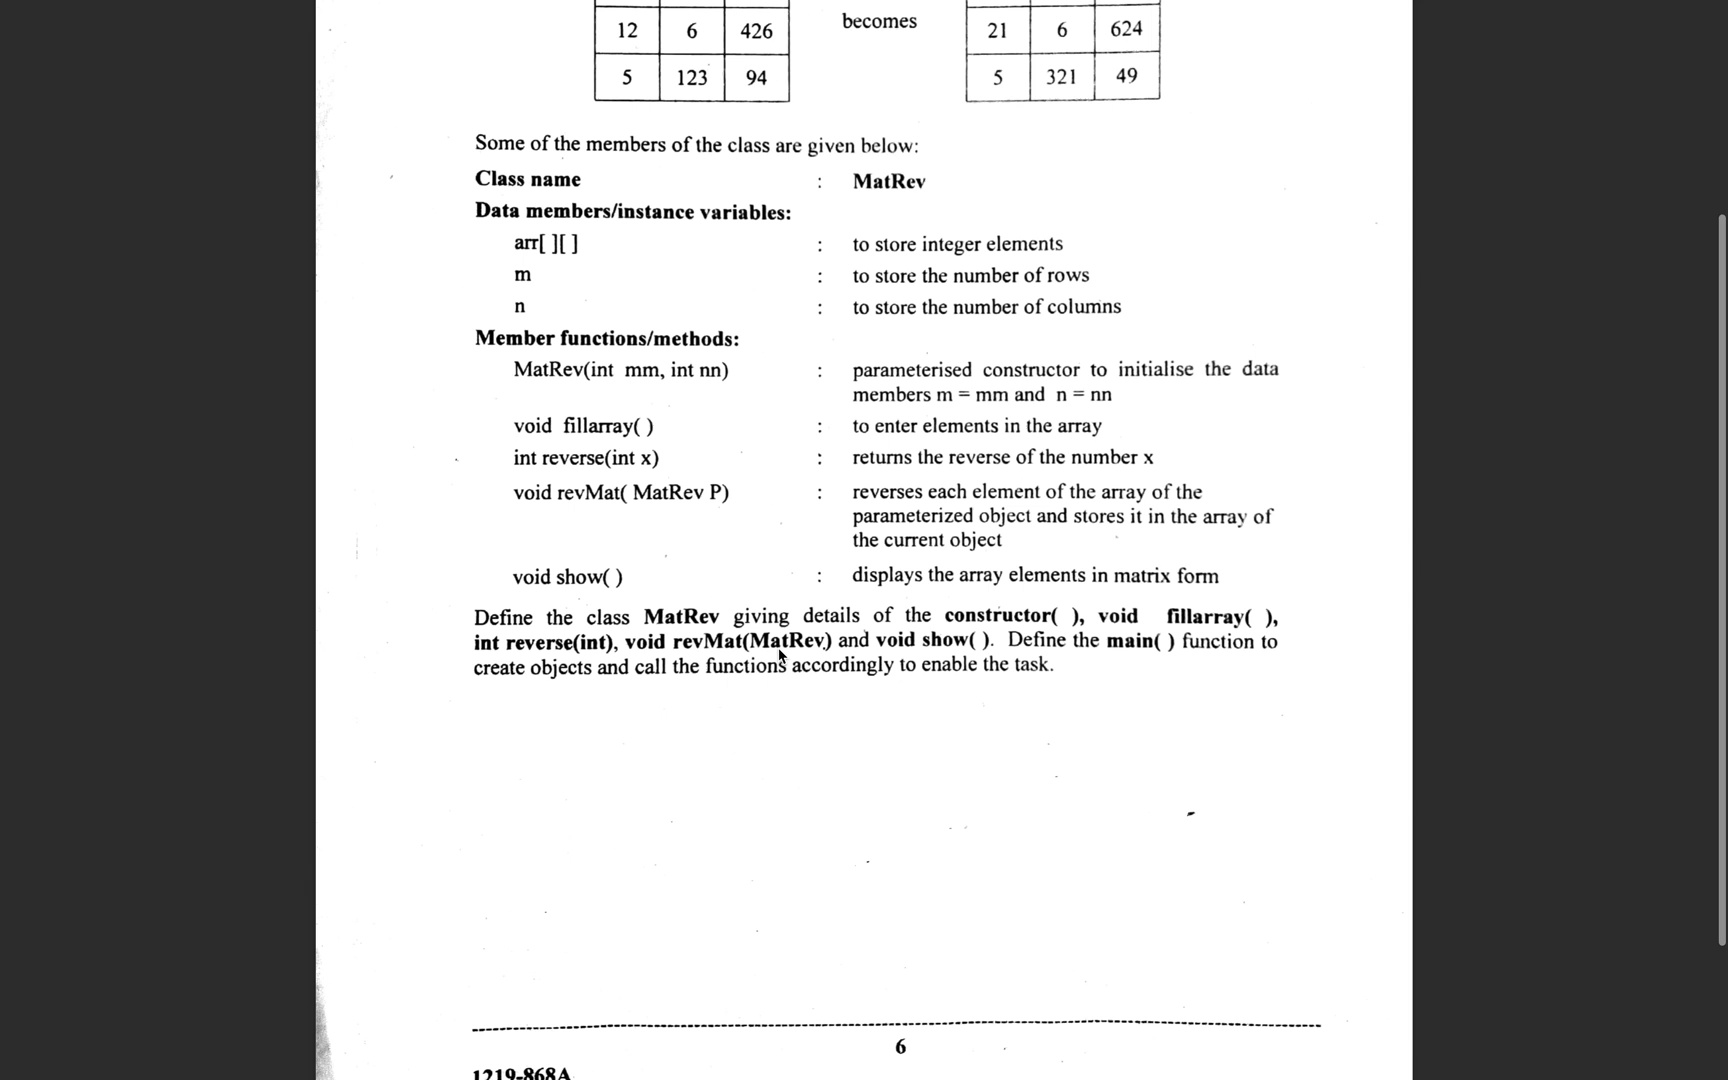 12 6 426 becomes 21 6 624
5 123 94 5 321 49
Some of the members of the class are given below:
Class name : MatRev
Data members/instance variables:
arr[ ][ ] : to store integer elements
m : to store the number of rows
n : to store the number of columns
Member functions/methods:
MatRev(int mm, int nn) : parameterised constructor to initialise the data
members m = mm and n = nn
void fillarray( ) : to enter elements in the array
int reverse(int x) : returns the reverse of the number x
void revMat( MatRev P) : reverses each element of the array of the
parameterized object and stores it in the array of
the current object
void show( ) : displays the array elements in matrix form
Define the class MatRev giving details of the constructor( ), void fillarray( ),
int reverse(int), void revMat(MatRev) and void show( ). Define the main( ) function to
create objects and call the functions accordingly to enable the task.
6
1219-868A